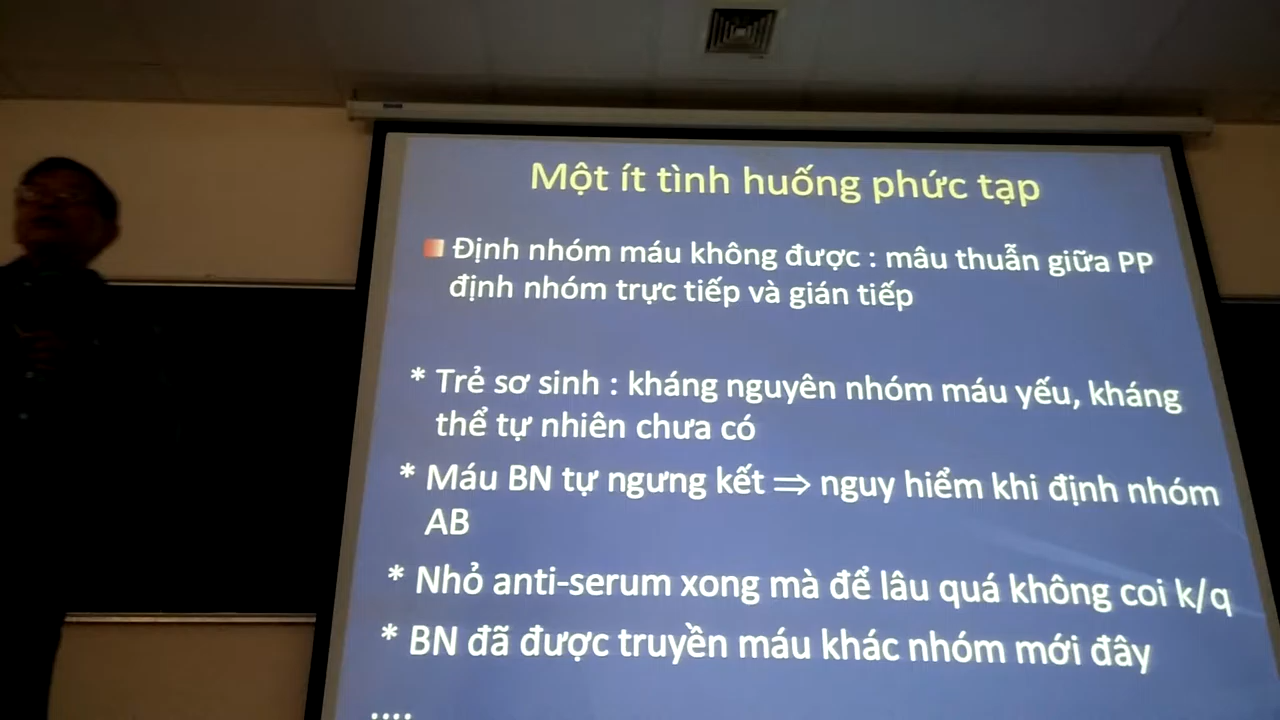 Một ít tình huống phức tạp
Định nhóm máu không được : mâu thuẫn giữa PP
định nhóm trực tiếp và gián tiếp
* Trẻ sơ sinh : kháng nguyên nhóm máu yếu, kháng
thể tự nhiên chưa có
* Máu BN tự ngưng kết ⇒ nguy hiểm khi định nhóm
AB
* Nhỏ anti-serum xong mà để lâu quá không coi k/q
* BN đã được truyền máu khác nhóm mới đây
....